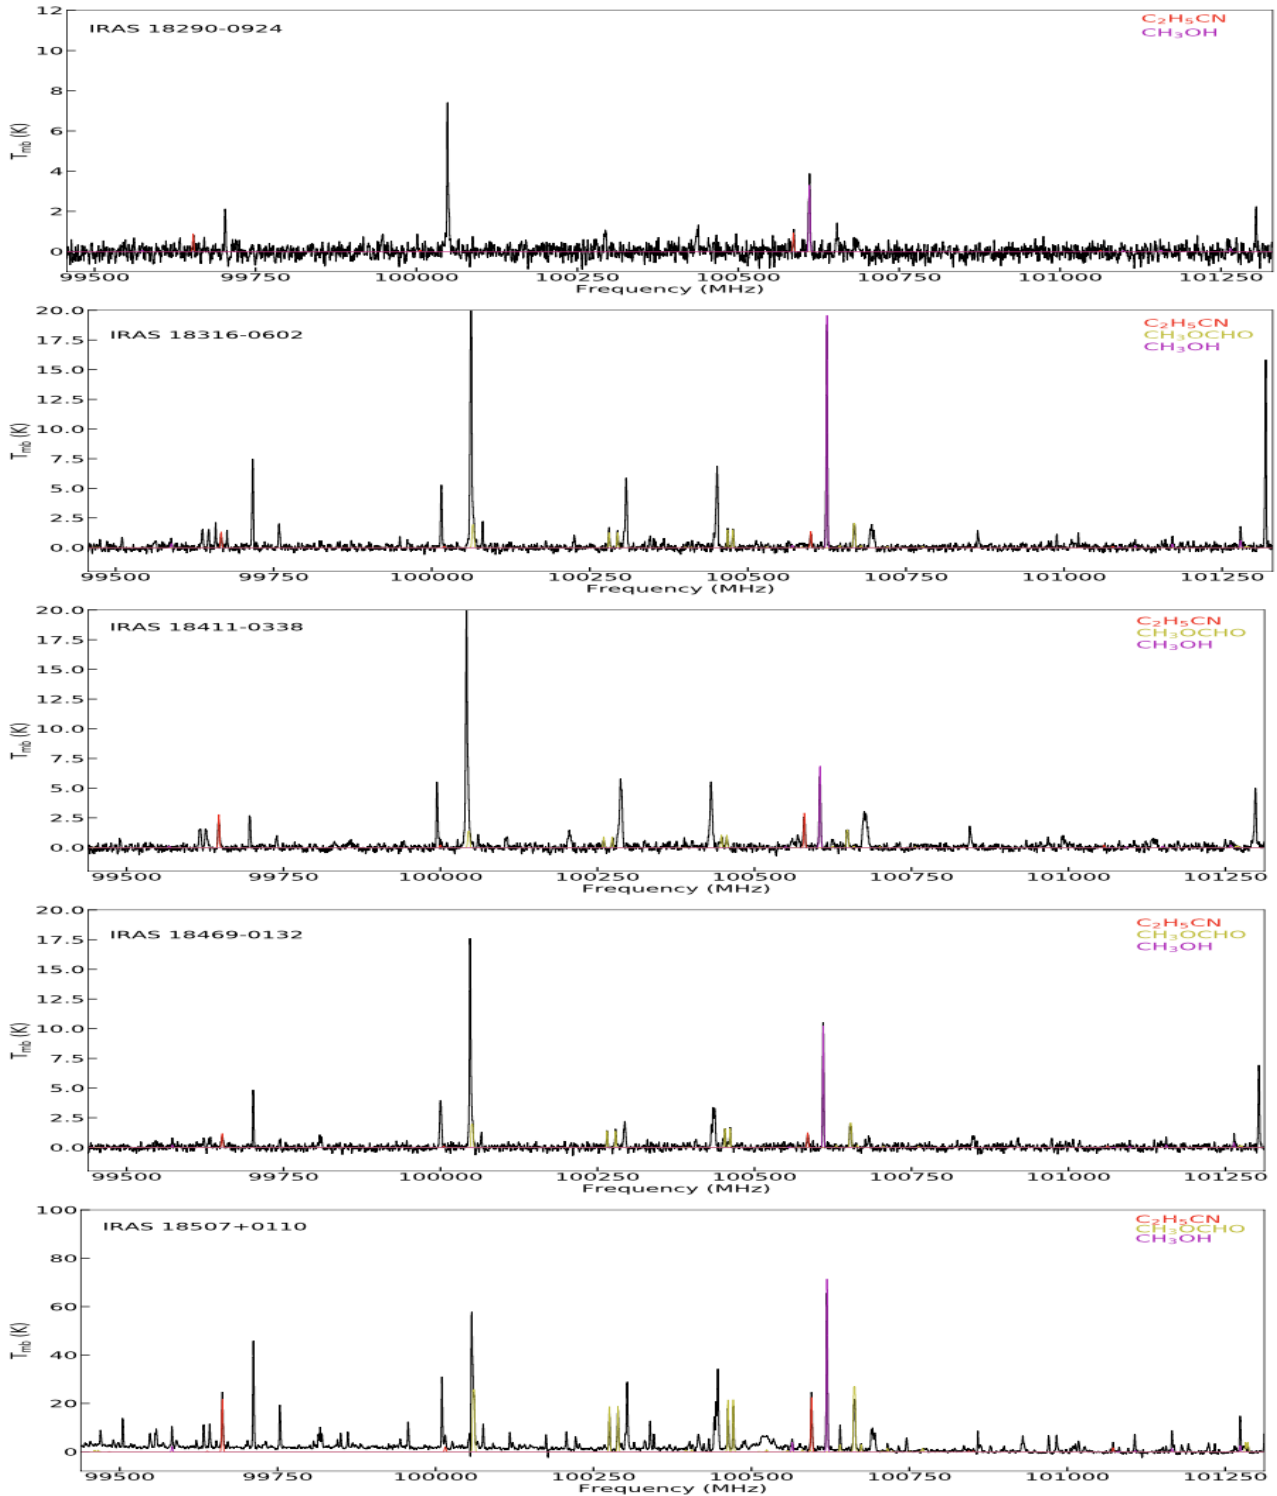 12
IRAS 18290-0924
C₂H₅CN
CH₃OH
10
8
6
4
2
0
T_mb (K)
99500 99750 100000 100250 100500 100750 101000 101250
Frequency (MHz)
20.0
IRAS 18316-0602
C₂H₅CN
CH₃OCHO
CH₃OH
17.5
15.0
12.5
10.0
7.5
5.0
2.5
0.0
T_mb (K)
99500 99750 100000 100250 100500 100750 101000 101250
Frequency (MHz)
20.0
IRAS 18411-0338
C₂H₅CN
CH₃OCHO
CH₃OH
17.5
15.0
12.5
10.0
7.5
5.0
2.5
0.0
T_mb (K)
99500 99750 100000 100250 100500 100750 101000 101250
Frequency (MHz)
20.0
IRAS 18469-0132
C₂H₅CN
CH₃OCHO
CH₃OH
17.5
15.0
12.5
10.0
7.5
5.0
2.5
0.0
T_mb (K)
99500 99750 100000 100250 100500 100750 101000 101250
Frequency (MHz)
100
IRAS 18507+0110
C₂H₅CN
CH₃OCHO
CH₃OH
80
60
40
20
0
T_mb (K)
99500 99750 100000 100250 100500 100750 101000 101250
Frequency (MHz)